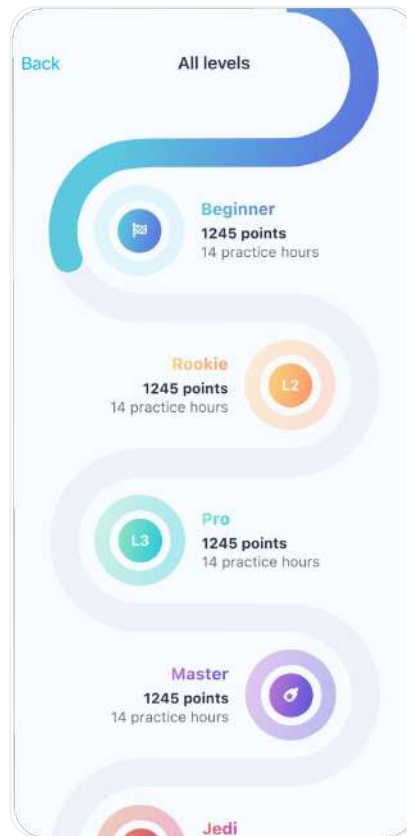 Back
All levels
Beginner
1245 points
14 practice hours
Rookie
1245 points
14 practice hours
L2
Pro
L3
1245 points
14 practice hours
Master
1245 points
14 practice hours
Jedi